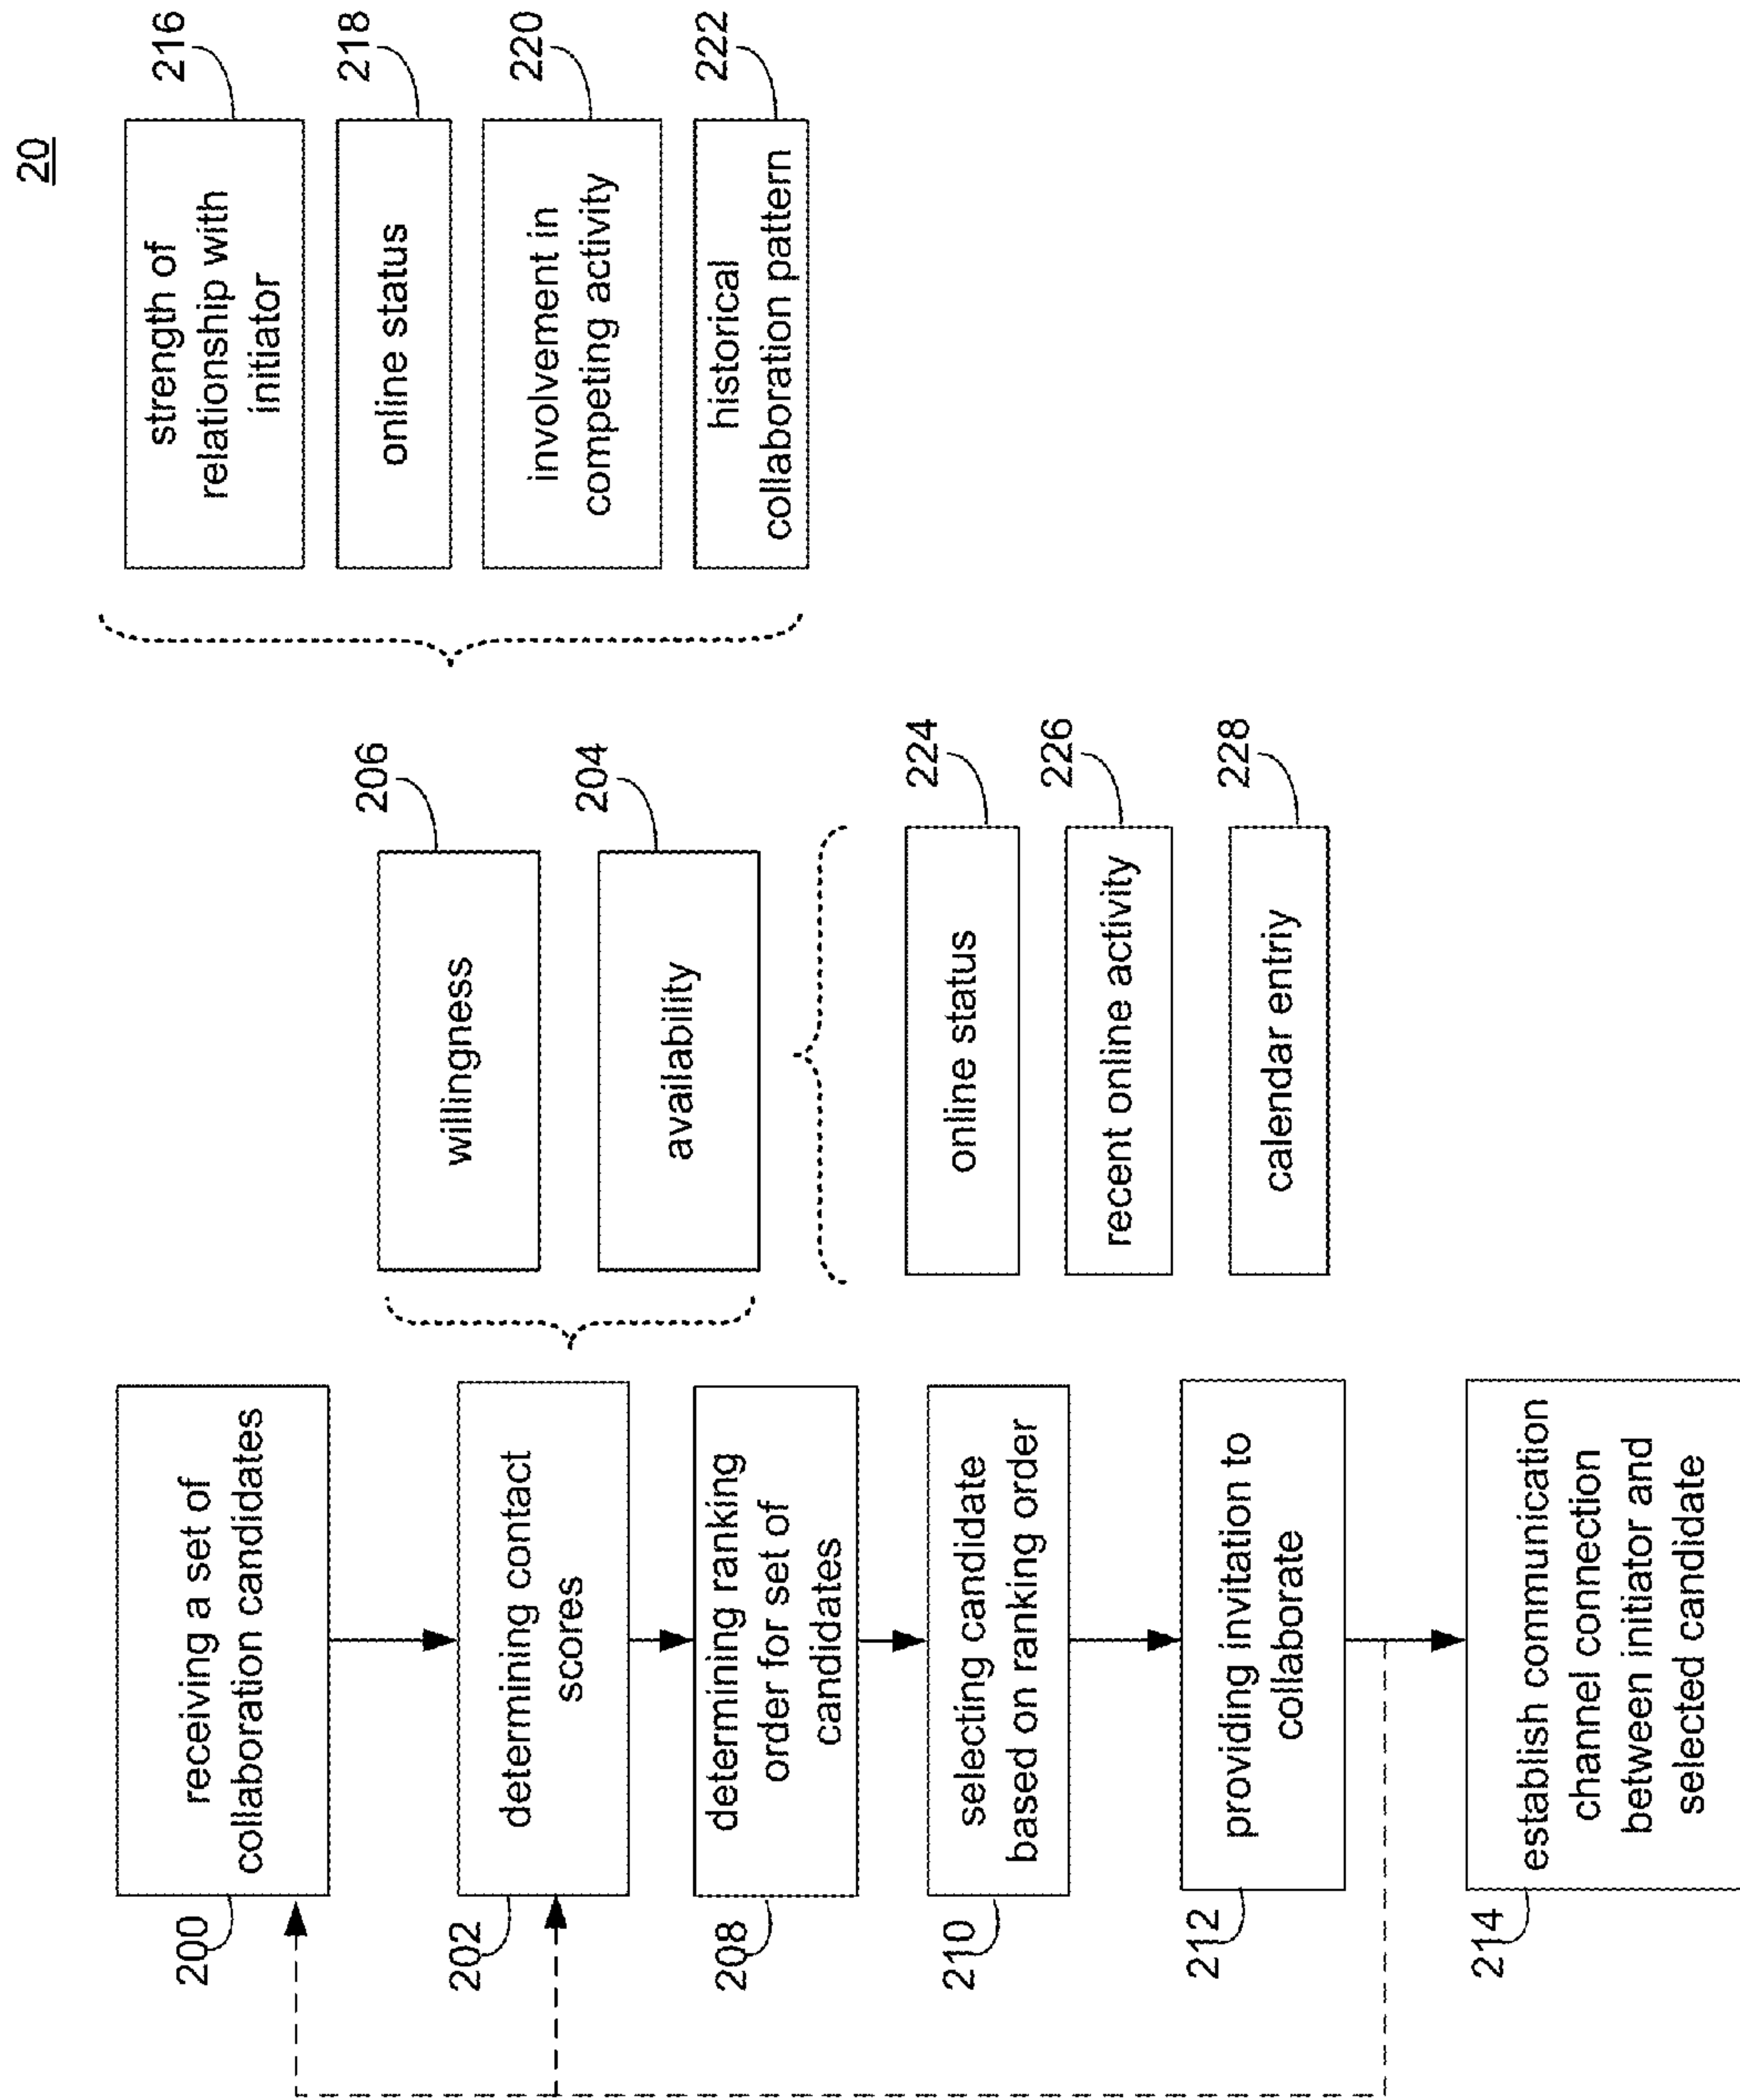 20
receiving a set of
collaboration candidates
200
determining contact
scores
202
determining ranking
order for set of
candidates
208
selecting candidate
based on ranking order
210
providing invitation to
collaborate
212
establish communication
channel connection
between initiator and
selected candidate
214
willingness
206
availability
204
online status
224
recent online activity
226
calendar entriy
228
strength of
relationship with
initiator
216
online status
218
involvement in
competing activity
220
historical
collaboration pattern
222